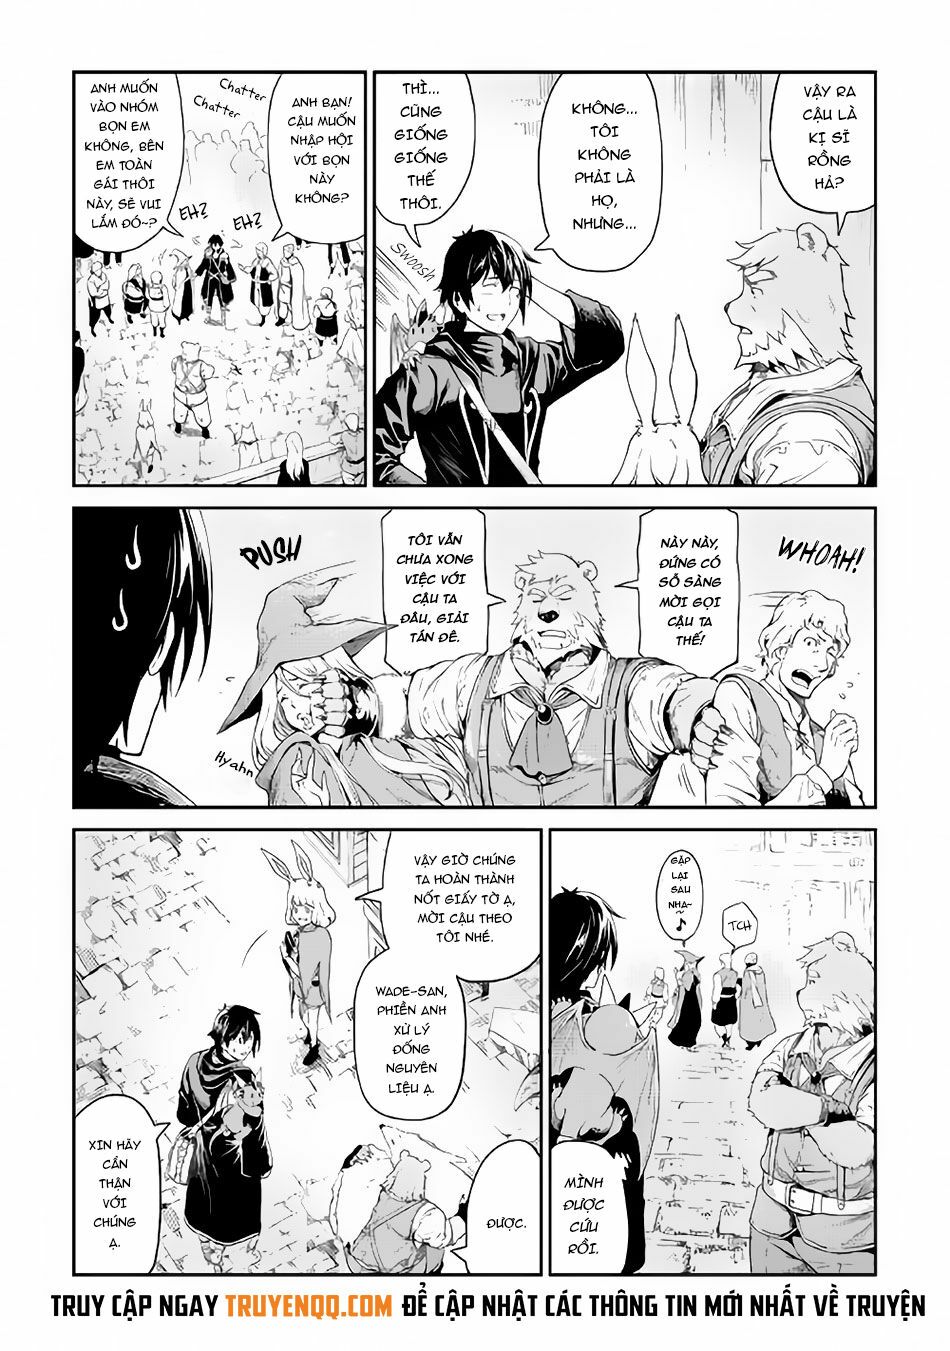 VẬY RA
CẬU LÀ
KỊ SĨ
RỒNG
HẢ?
KHÔNG...
TÔI
KHÔNG
PHẢI LÀ
HỌ,
NHƯNG...
THÌ...
CŨNG
GIỐNG
GIỐNG
THẾ
THÔI.
SWOOSH
ANH BẠN!
CẬU MUỐN
NHẬP HỘI
VỚI BỌN
NÀY
KHÔNG?
Chatter
Chatter
ANH MUỐN
VÀO NHÓM
BỌN EM
KHÔNG, BÊN
EM TOÀN
GÁI THÔI
NÀY, SẼ VUI
LẮM ĐÓ~?
EH?
EH?
WHOAH!
NÀY NÀY,
ĐỪNG CÓ
SỖ SÀNG
MỜI GỌI
CẬU TA
THẾ!
TÔI VẪN
CHƯA XONG
VIỆC VỚI
CẬU TA
ĐÂU, GIẢI
TÁN ĐÊ.
PUSH
Hyahn
GẶP
LẠI
SAU
NHA~
♪
TCH
MÌNH
ĐƯỢC
CỨU
RỒI.
VẬY GIỜ CHÚNG
TA HOÀN THÀNH
NỐT GIẤY TỜ Ạ,
MỜI CẬU THEO
TÔI NHÉ.
WADE-SAN,
PHIỀN ANH
XỬ LÝ
ĐỐNG
NGUYÊN
LIỆU Ạ.
ĐƯỢC.
XIN HÃY
CẨN
THẬN
VỚI
CHÚNG
Ạ.
TRUY CẬP NGAY TRUYENQQ.COM ĐỂ CẬP NHẬT CÁC THÔNG TIN MỚI NHẤT VỀ TRUYỆN